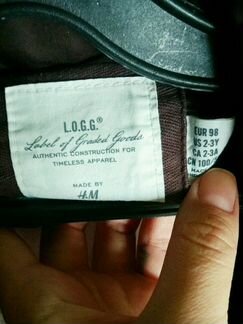 L.O.G.G.®
Label of Graded Goods
AUTHENTIC CONSTRUCTION FOR
TIMELESS APPAREL
MADE BY
H&M
EUR 98
US 2-3Y
CA 2-3A
CN 100